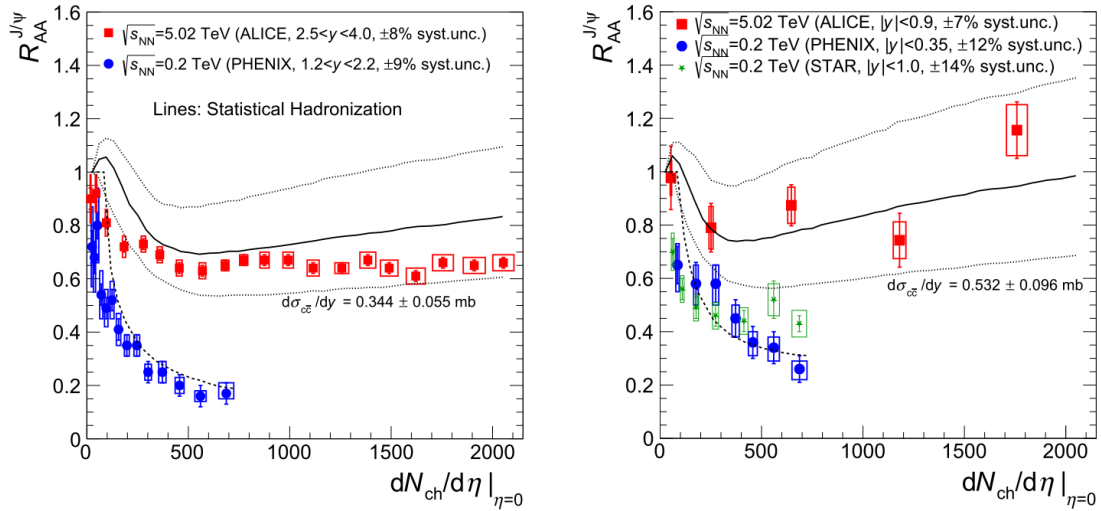 R_AA^J/ψ
√s_NN=5.02 TeV (ALICE, 2.5<y<4.0, ±8% syst.unc.)
√s_NN=0.2 TeV (PHENIX, 1.2<y<2.2, ±9% syst.unc.)
Lines: Statistical Hadronization
dσ_cc̄/dy = 0.344 ± 0.055 mb
1.6
1.4
1.2
1
0.8
0.6
0.4
0.2
0
0 500 1000 1500 2000
dN_ch/dη|η=0
R_AA^J/ψ
√s_NN=5.02 TeV (ALICE, |y|<0.9, ±7% syst.unc.)
√s_NN=0.2 TeV (PHENIX, |y|<0.35, ±12% syst.unc.)
√s_NN=0.2 TeV (STAR, |y|<1.0, ±14% syst.unc.)
dσ_cc̄/dy = 0.532 ± 0.096 mb
1.6
1.4
1.2
1
0.8
0.6
0.4
0.2
0
0 500 1000 1500 2000
dN_ch/dη|η=0